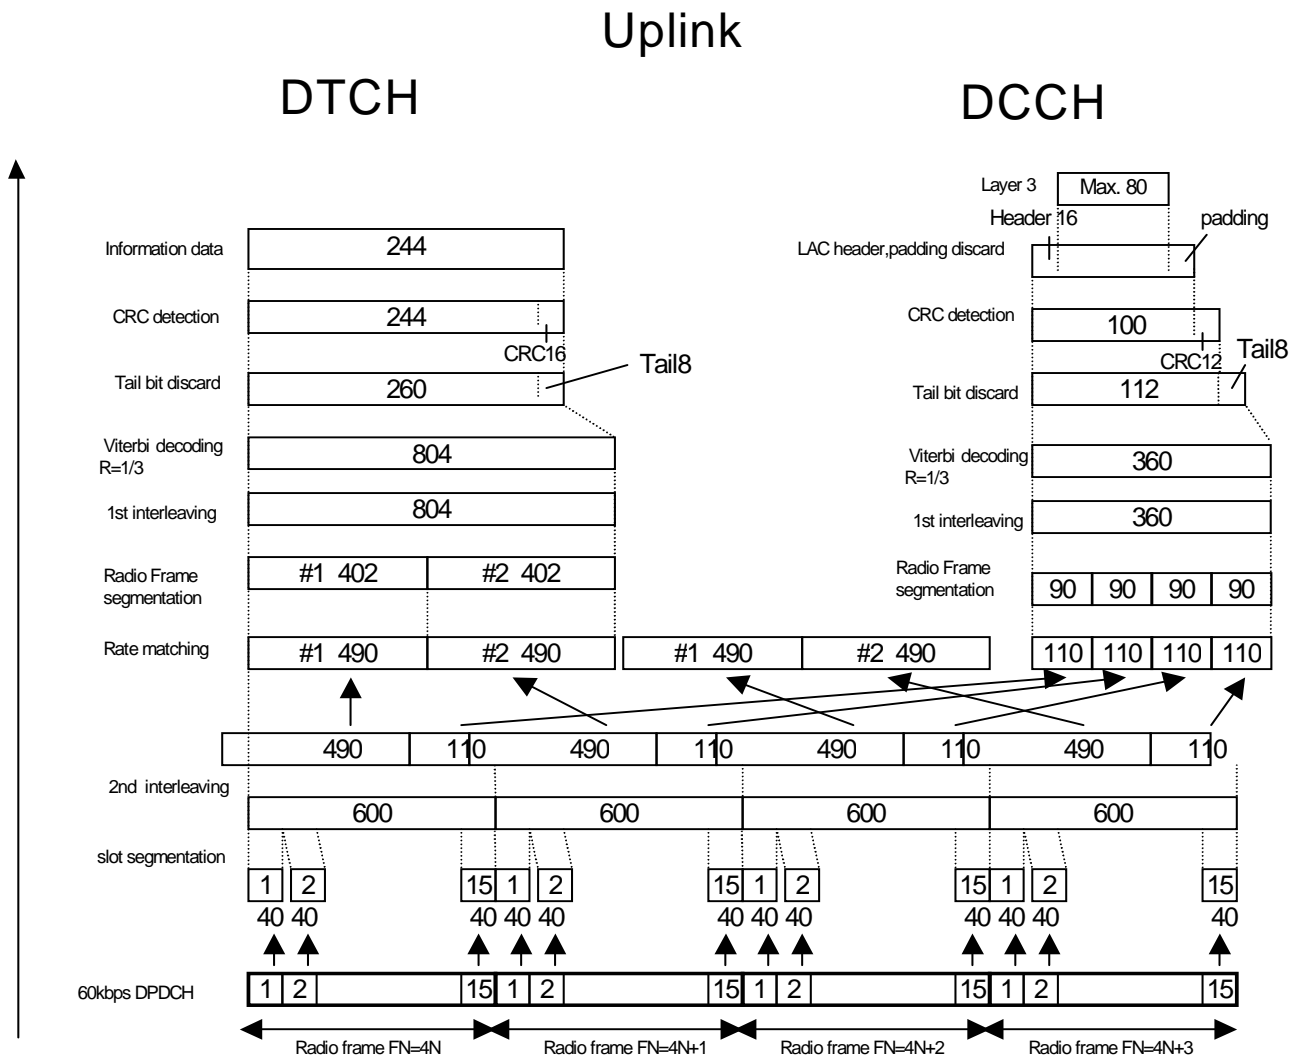 Uplink
DTCH
DCCH
Layer 3
Max. 80
Header 16
padding
Information data
244
LAC header,padding discard
CRC detection
244
CRC16
CRC detection
100
CRC12
Tail bit discard
260
Tail8
Tail bit discard
112
Tail8
Viterbi decoding
R=1/3
804
Viterbi decoding
R=1/3
360
1st interleaving
804
1st interleaving
360
Radio Frame
segmentation
#1 402
#2 402
Radio Frame
segmentation
90 90 90 90
Rate matching
#1 490
#2 490
#1 490
#2 490
110 110 110 110
490 110 490 110 490 110 490 110
2nd interleaving
600 600 600 600
slot segmentation
1 2 15 1 2 15 1 2 15 1 2 15
40 40 40 40 40 40 40 40 40 40 40 40
60kbps DPDCH
1 2 15 1 2 15 1 2 15 1 2 15
Radio frame FN=4N
Radio frame FN=4N+1
Radio frame FN=4N+2
Radio frame FN=4N+3